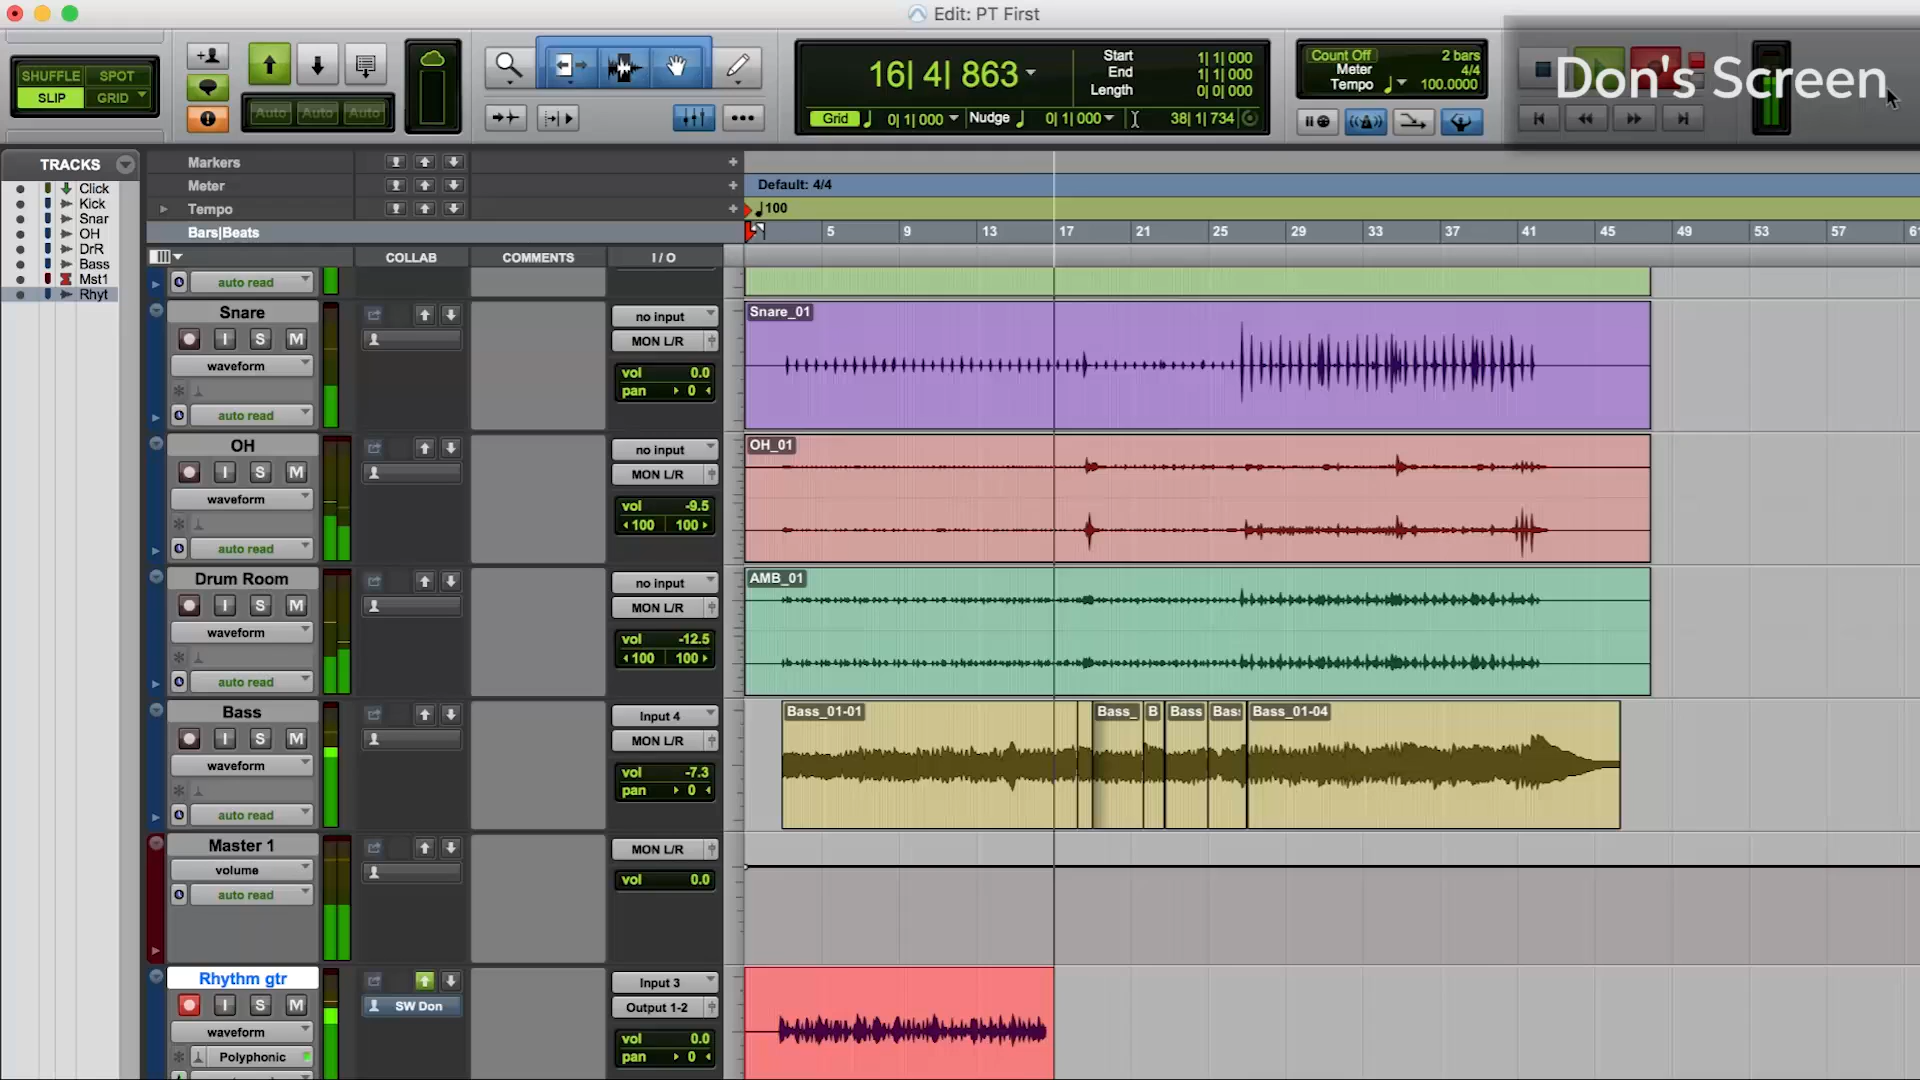 Edit: PT First
Don's Screen
SHUFFLE SPOT
SLIP GRID
Auto Auto Auto
16| 4| 863
Start 1| 1| 000
End 1| 1| 000
Length 0| 0| 000
Grid 0| 1| 000 Nudge 0| 1| 000 38| 1| 734
Count Off 2 bars
Meter 4/4
Tempo 100.0000
TRACKS
Click
Kick
Snar
OH
DrR
Bass
Mst1
Rhyt
Markers
Meter
Default: 4/4
Tempo
100
Bars|Beats
5 9 13 17 21 25 29 33 37 41 45 49 53 57 61
COLLAB COMMENTS I / O
auto read
Snare
I S M
waveform
auto read
no input
MON L/R
vol 0.0
pan 0
Snare_01
OH
I S M
waveform
auto read
no input
MON L/R
vol -9.5
100 100
OH_01
Drum Room
I S M
waveform
auto read
no input
MON L/R
vol -12.5
100 100
AMB_01
Bass
I S M
waveform
auto read
Input 4
MON L/R
vol -7.3
pan 0
Bass_01-01 Bass_ B Bass Bas Bass_01-04
Master 1
volume
auto read
MON L/R
vol 0.0
Rhythm gtr
I S M
waveform
Polyphonic
SW Don
Input 3
Output 1-2
vol 0.0
pan 0